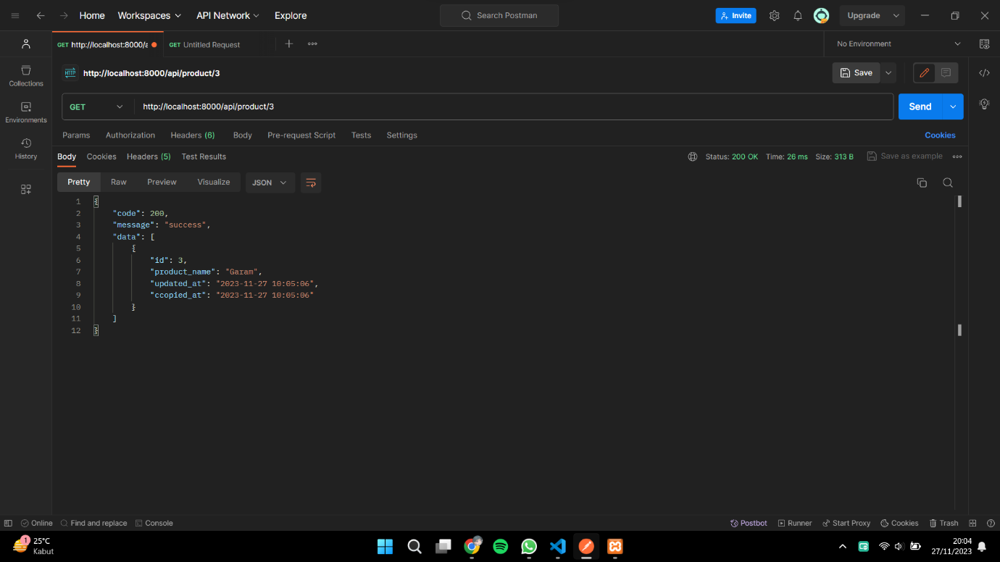 Home Workspaces API Network Explore Search Postman Invite Upgrade
GET http://localhost:8000/a GET Untitled Request No Environment
HTTP http://localhost:8000/api/product/3 Save
Collections
GET http://localhost:8000/api/product/3 Send
Environments
Params Authorization Headers (6) Body Pre-request Script Tests Settings Cookies
History
Body Cookies Headers (5) Test Results Status: 200 OK Time: 26 ms Size: 313 B Save as example
Pretty Raw Preview Visualize JSON
1 {
2 "code": 200,
3 "message": "success",
4 "data": [
5 {
6 "id": 3,
7 "product_name": "Garam",
8 "updated_at": "2023-11-27 10:05:06",
9 "ccopied_at": "2023-11-27 10:05:06"
10 }
11 ]
12 }
Online Find and replace Console Postbot Runner Start Proxy Cookies Trash
1 25°C
Kabut
20:04
27/11/2023